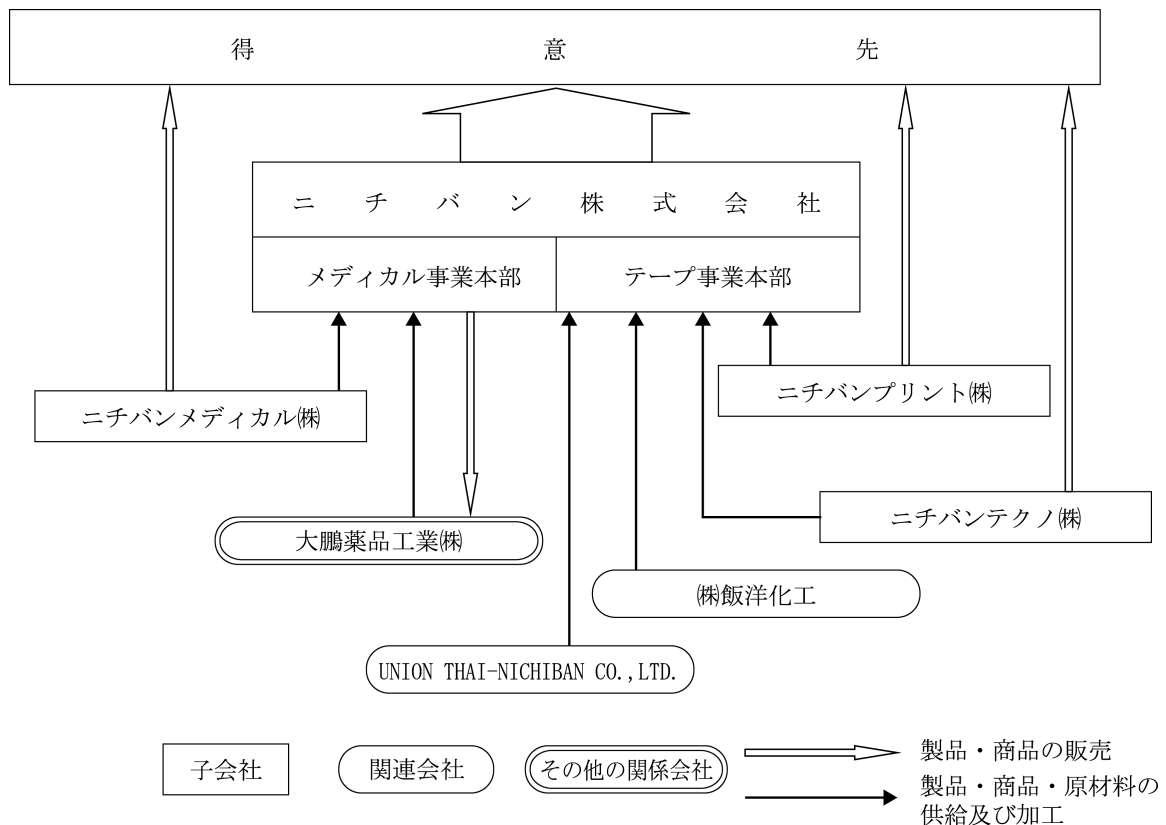 得意先
ニチバン株式会社
メディカル事業本部
テープ事業本部
ニチバンプリント㈱
ニチバンメディカル㈱
ニチバンテクノ㈱
大鵬薬品工業㈱
㈱飯洋化工
UNION THAI-NICHIBAN CO.,LTD.
子会社
関連会社
その他の関係会社
製品・商品の販売
製品・商品・原材料の
供給及び加工